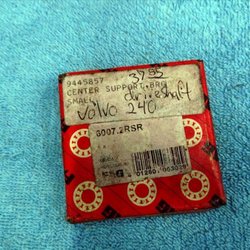 9445857
37.95
CENTER SUPPORT BRG
SMALL driveshaft
Volvo 240
6007.2RSR